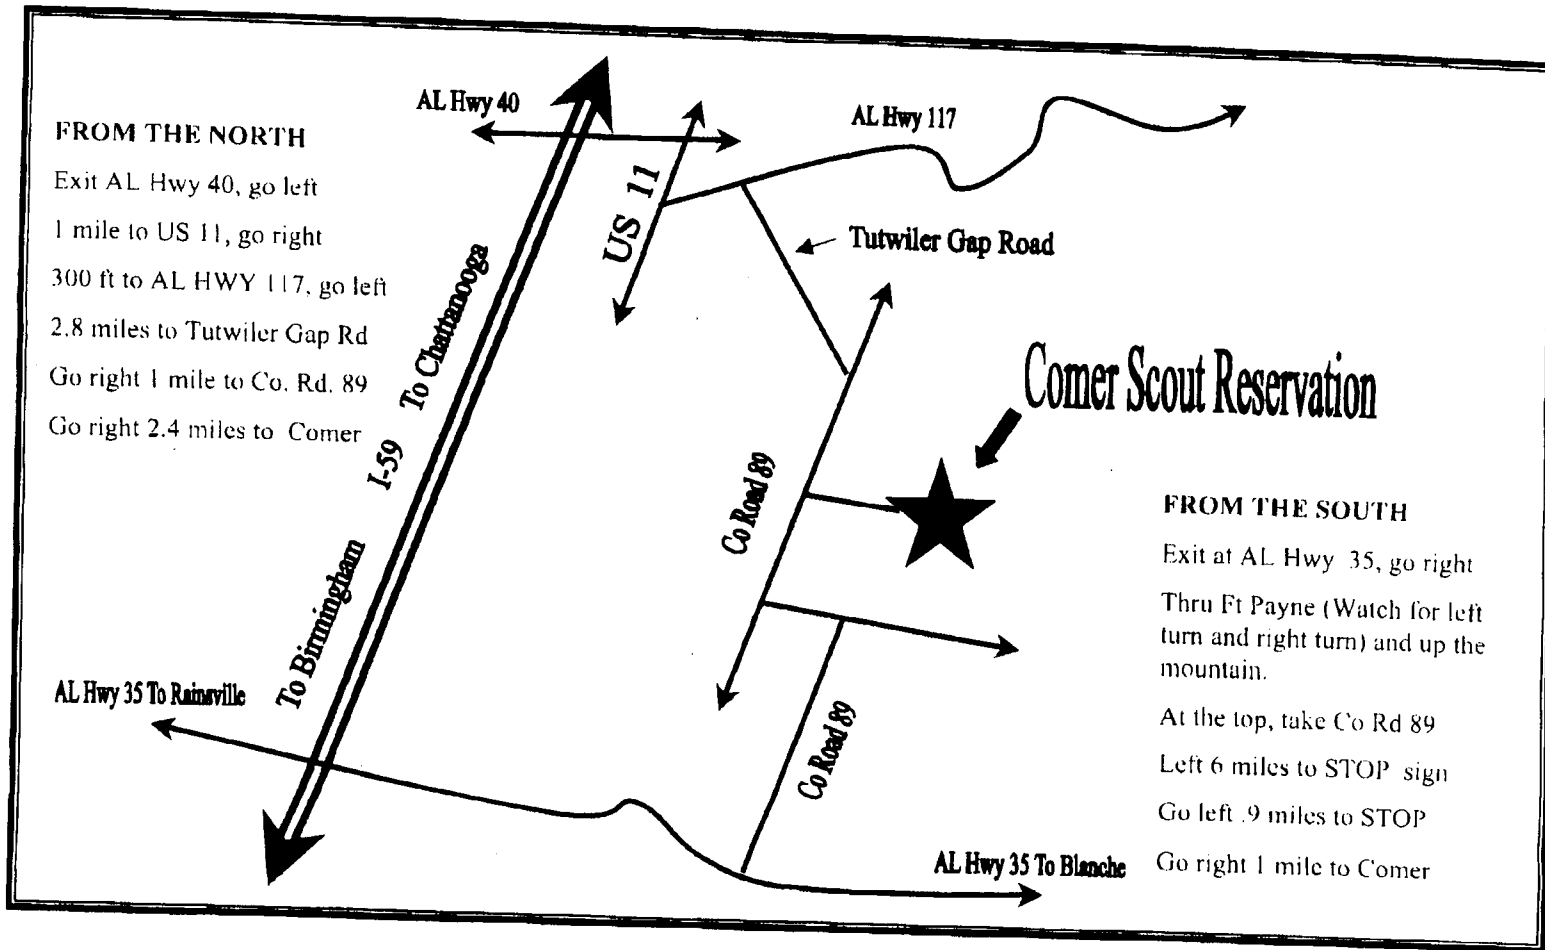 FROM THE NORTH
Exit AL Hwy 40, go left
1 mile to US 11, go right
300 ft to AL HWY 117, go left
2.8 miles to Tutwiler Gap Rd
Go right 1 mile to Co. Rd. 89
Go right 2.4 miles to Comer
AL Hwy 40
AL Hwy 117
US 11
Tutwiler Gap Road
To Chattanooga
I-59
To Birmingham
Comer Scout Reservation
Co Road 89
Co Road 89
AL Hwy 35 To Rainsville
AL Hwy 35 To Blanche
FROM THE SOUTH
Exit at AL Hwy 35, go right
Thru Ft Payne (Watch for left
turn and right turn) and up the
mountain.
At the top, take Co Rd 89
Left 6 miles to STOP sign
Go left .9 miles to STOP
Go right 1 mile to Comer